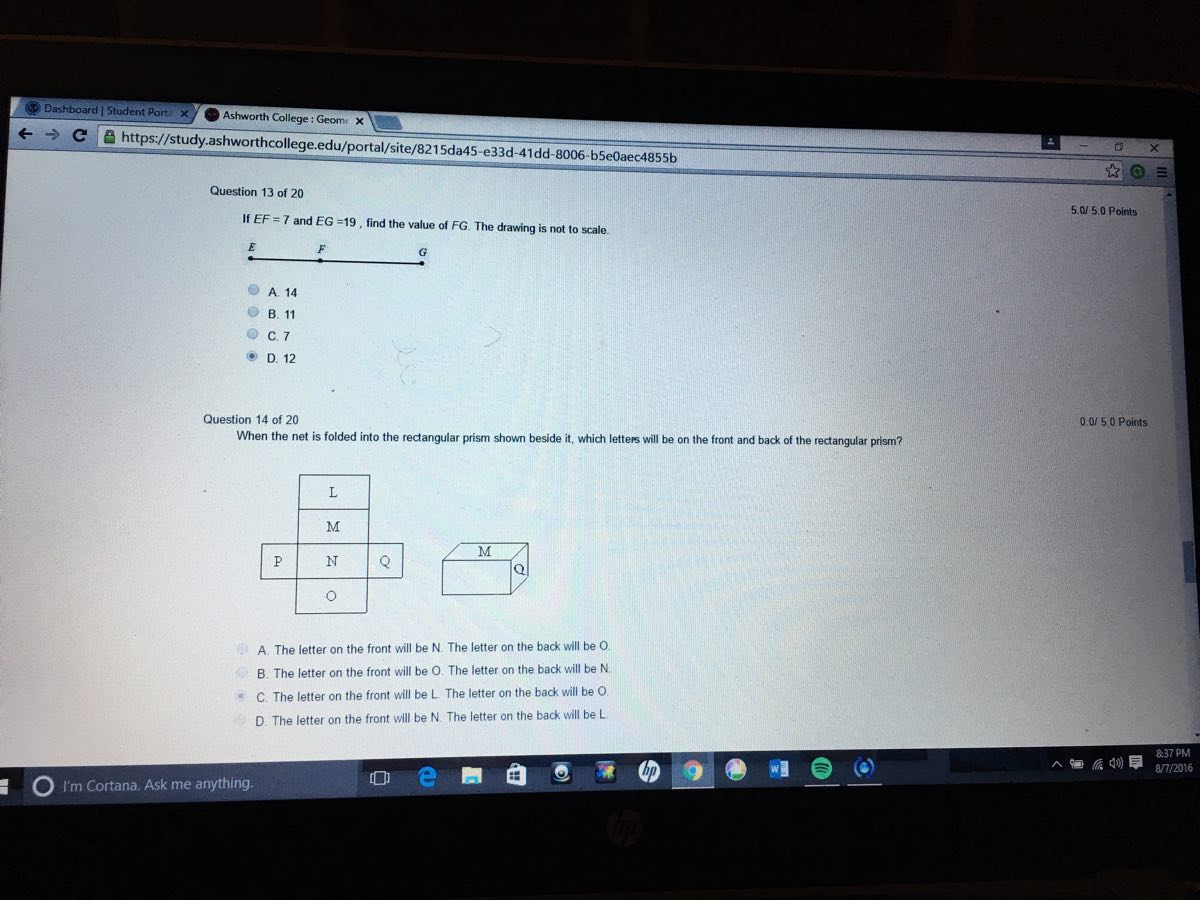 Dashboard | Student Porta
Ashworth College : Geome
https://study.ashworthcollege.edu/portal/site/8215da45-e33d-41dd-8006-b5e0aec4855b
Question 13 of 20
5.0/ 5.0 Points
If EF = 7 and EG =19 , find the value of FG. The drawing is not to scale.
E F G
A. 14
B. 11
C. 7
D. 12
Question 14 of 20
0.0/ 5.0 Points
When the net is folded into the rectangular prism shown beside it, which letters will be on the front and back of the rectangular prism?
L
M
P N Q
O
M
Q
A. The letter on the front will be N. The letter on the back will be O.
B. The letter on the front will be O. The letter on the back will be N.
C. The letter on the front will be L. The letter on the back will be O.
D. The letter on the front will be N. The letter on the back will be L
I'm Cortana. Ask me anything.
hp
W
8:37 PM
8/7/2016
hp